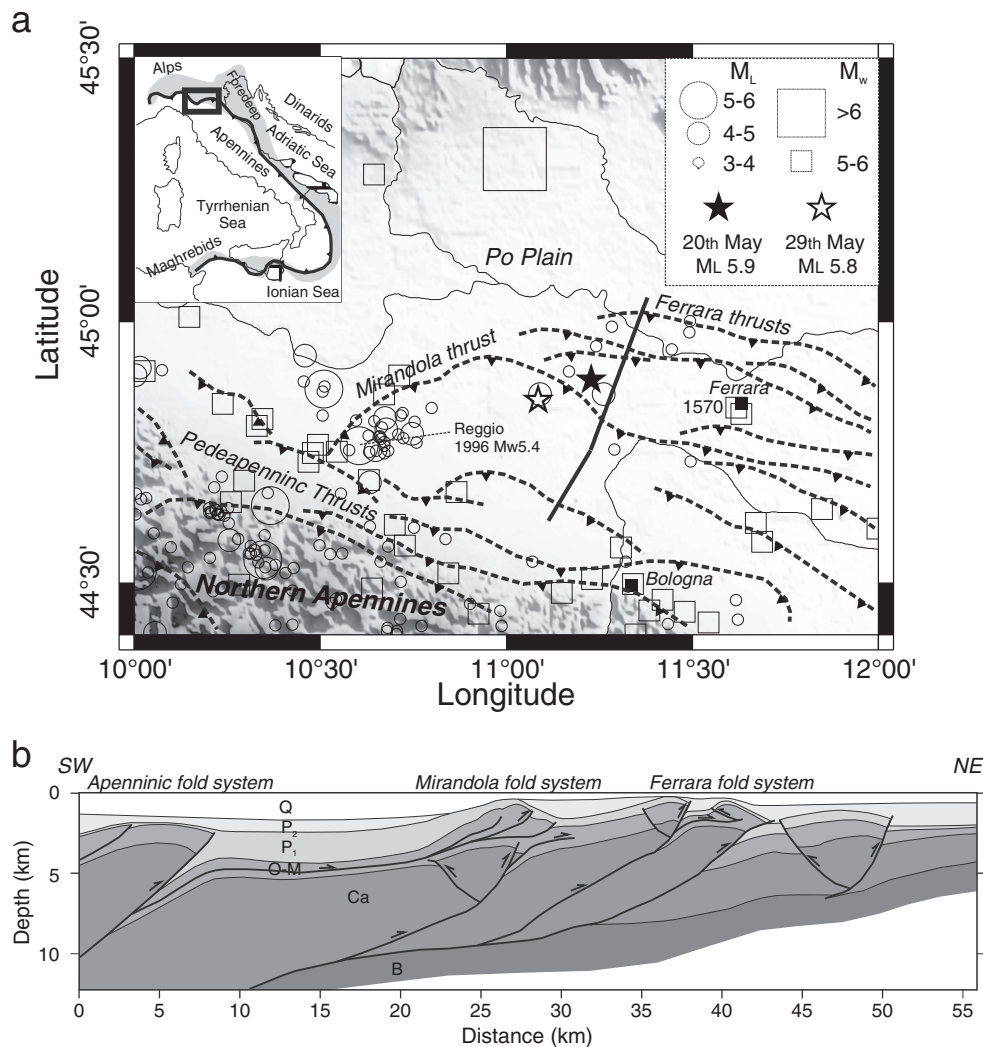 a
45°30'
45°00'
44°30'
Latitude
10°00'
10°30'
11°00'
11°30'
12°00'
Longitude
Alps
Foredeep
Dinarids
Adriatic Sea
Apennines
Tyrrhenian
Sea
Maghrebids
Ionian Sea
ML
Mw
5-6
>6
4-5
3-4
5-6
20th May
ML 5.9
29th May
ML 5.8
Po Plain
Ferrara thrusts
Mirandola thrust
Ferrara
1570
Reggio
1996 Mw5.4
Pedeapenninc Thrusts
Northern Apennines
Bologna
b
SW
NE
Apenninic fold system
Mirandola fold system
Ferrara fold system
Q
P2
P1
O-M
Ca
B
0
5
10
Depth (km)
0 5 10 15 20 25 30 35 40 45 50 55
Distance (km)